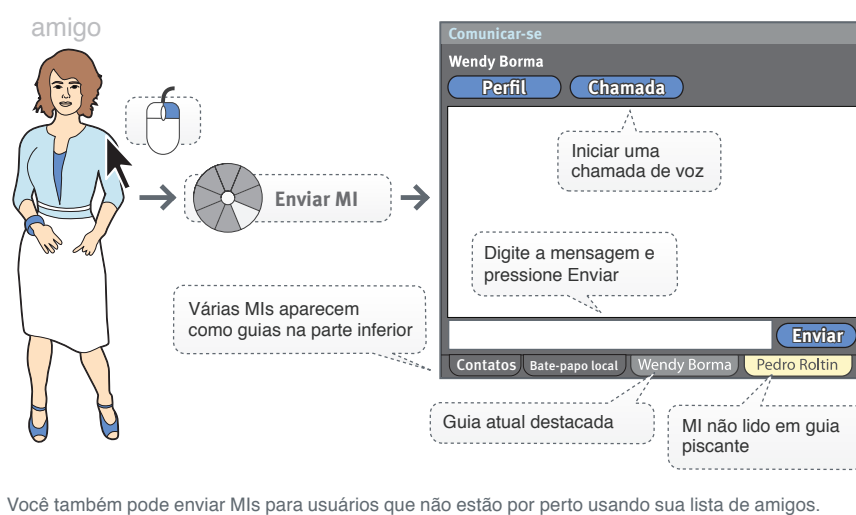 amigo
Comunicar-se
Wendy Borma
Perfil
Chamada
Iniciar uma
chamada de voz
Enviar MI
Digite a mensagem e
pressione Enviar
Várias MIs aparecem
como guias na parte inferior
Enviar
Contatos
Bate-papo local
Wendy Borma
Pedro Roltin
Guia atual destacada
MI não lido em guia
piscante
Você também pode enviar MIs para usuários que não estão por perto usando sua lista de amigos.